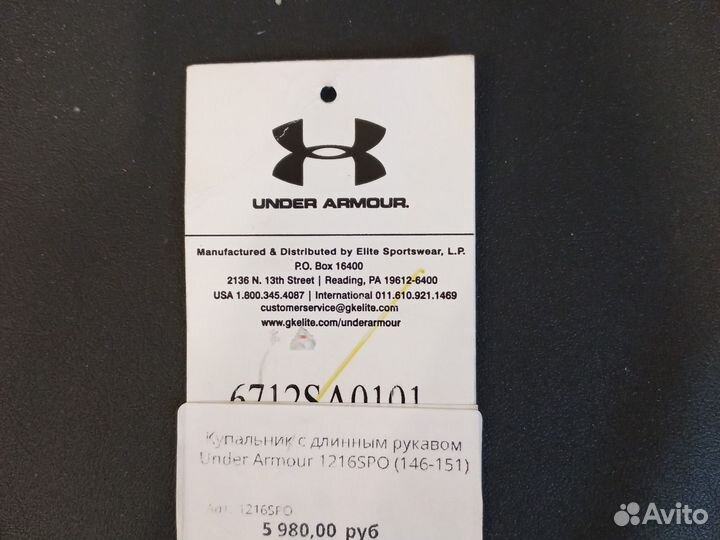 UNDER ARMOUR.
Manufactured & Distributed by Elite Sportswear, L.P.
P.O. Box 16400
2136 N. 13th Street | Reading, PA 19612-6400
USA 1.800.345.4087 | International 011.610.921.1469
customerservice@gkelite.com
www.gkelite.com/underarmour
6712SA0101
Купальник с длинным рукавом
Under Armour 1216SPO (146-151)
Арт. 1216SPO
5 980,00 руб
Avito